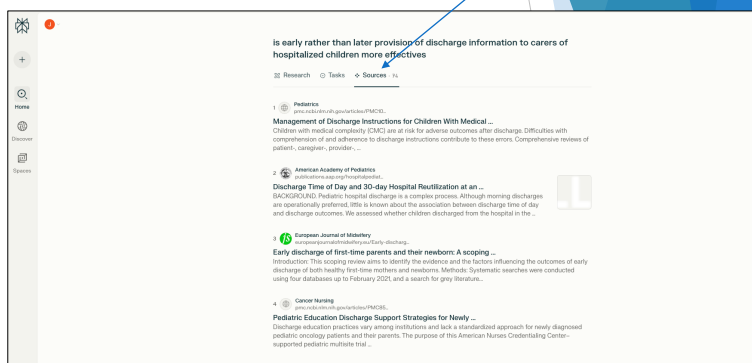 J
is early rather than later provision of discharge information to carers of
hospitalized children more effectives
Research Tasks Sources · 74
Home
Discover
Spaces
1 Pediatrics
pmc.ncbi.nlm.nih.gov/articles/PMC10...
Management of Discharge Instructions for Children With Medical ...
Children with medical complexity (CMC) are at risk for adverse outcomes after discharge. Difficulties with
comprehension of and adherence to discharge instructions contribute to these errors. Comprehensive reviews of
patient-, caregiver-, provider-, ...
2 American Academy of Pediatrics
publications.aap.org/hospitalpediat...
Discharge Time of Day and 30-day Hospital Reutilization at an ...
BACKGROUND. Pediatric hospital discharge is a complex process. Although morning discharges
are operationally preferred, little is known about the association between discharge time of day
and discharge outcomes. We assessed whether children discharged from the hospital in the ...
3 European Journal of Midwifery
europeanjournalofmidwifery.eu/Early-discharg...
Early discharge of first-time parents and their newborn: A scoping ...
Introduction: This scoping review aims to identify the evidence and the factors influencing the outcomes of early
discharge of both healthy first-time mothers and newborns. Methods: Systematic searches were conducted
using four databases up to February 2021, and a search for grey literature...
4 Cancer Nursing
pmc.ncbi.nlm.nih.gov/articles/PMC85...
Pediatric Education Discharge Support Strategies for Newly ...
Discharge education practices vary among institutions and lack a standardized approach for newly diagnosed
pediatric oncology patients and their parents. The purpose of this American Nurses Credentialing Center–
supported pediatric multisite trial ...